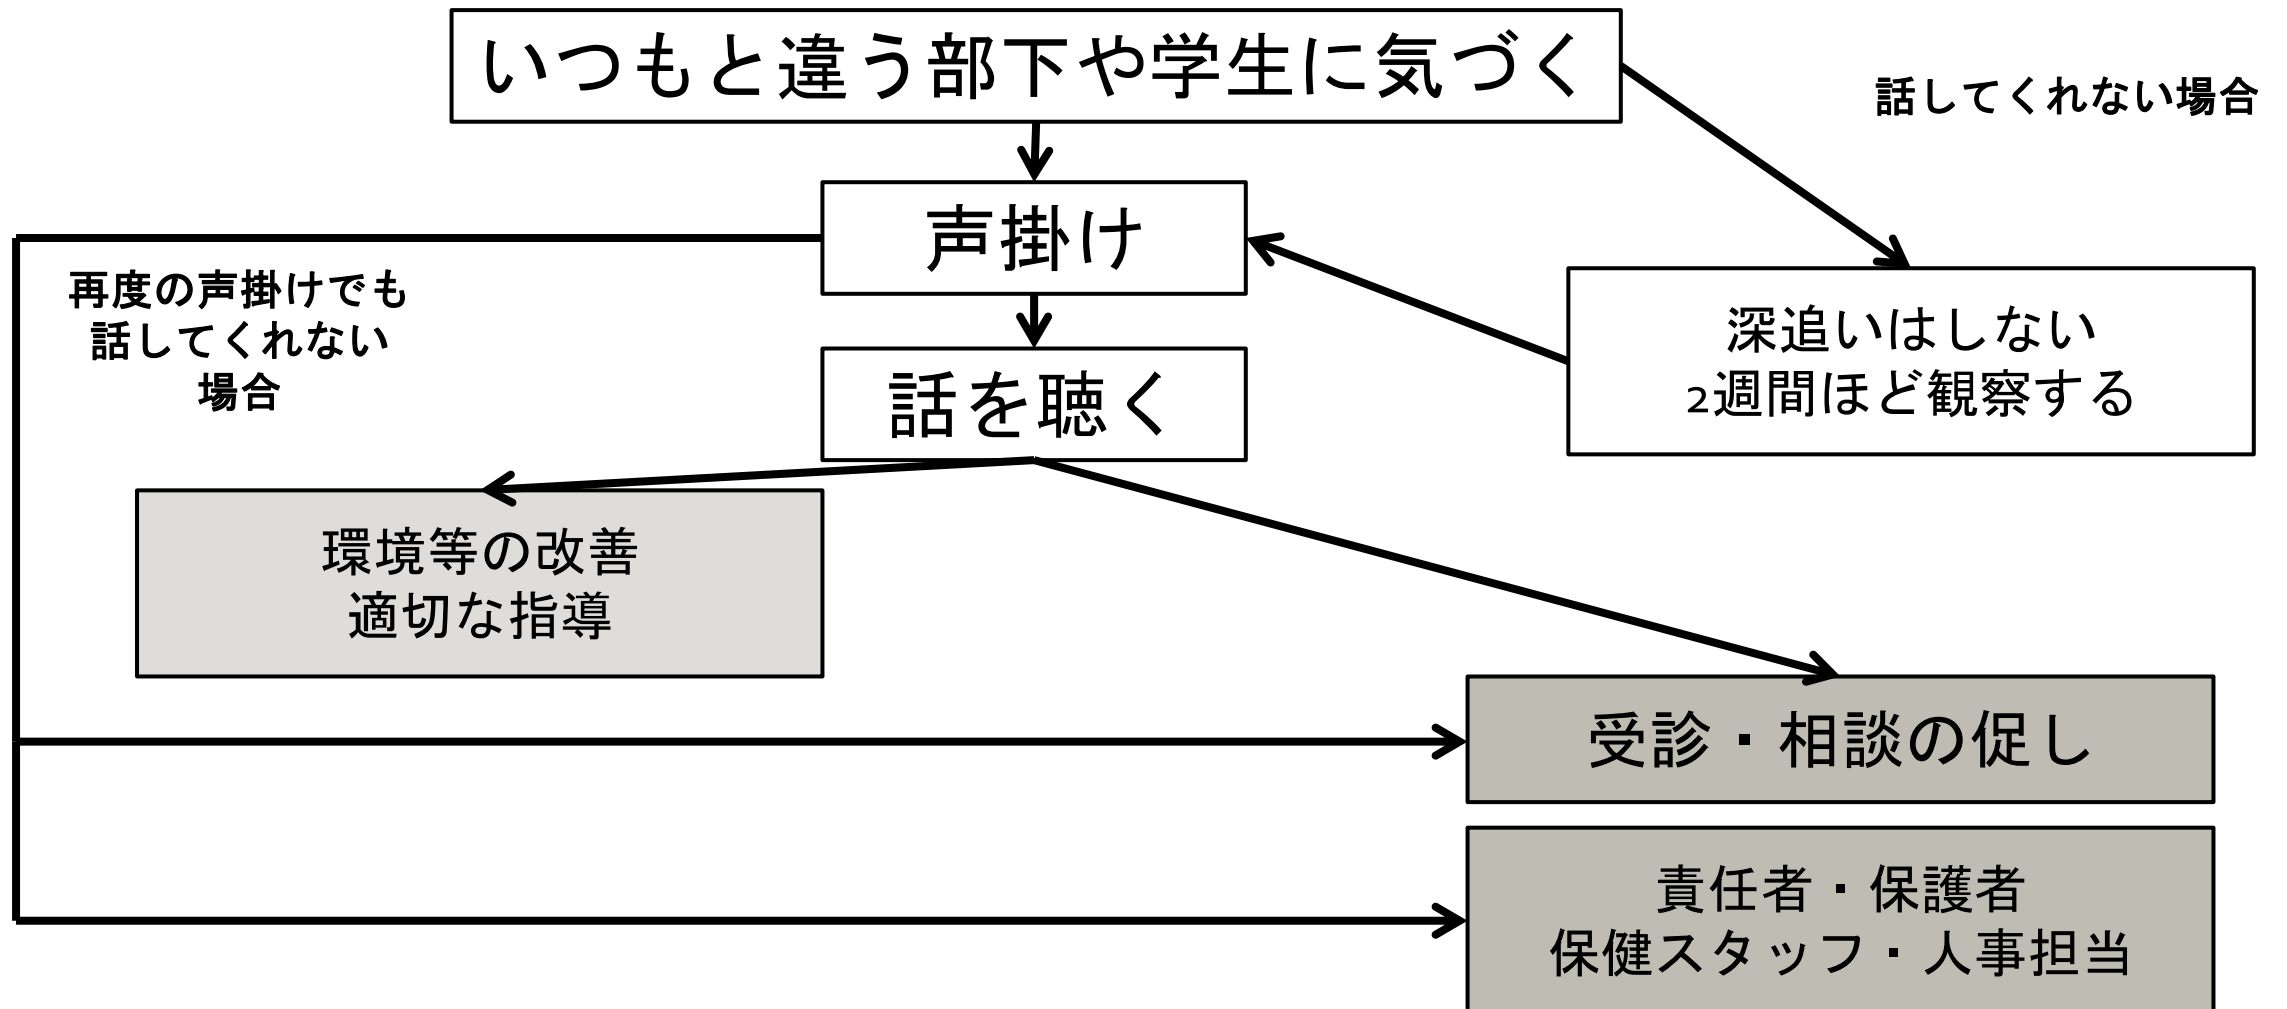 いつもと違う部下や学生に気づく
話してくれない場合
声掛け
再度の声掛けでも
話してくれない
場合
深追いはしない
2週間ほど観察する
話を聴く
環境等の改善
適切な指導
受診・相談の促し
責任者・保護者
保健スタッフ・人事担当